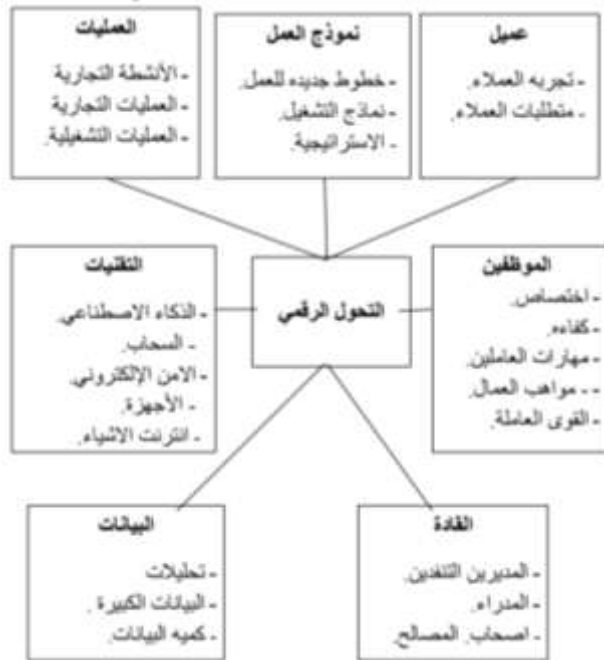 عميل
- تجربه العملاء.
- متطلبات العملاء.
نموذج العمل
- خطوط جديده للعمل.
- نماذج التشغيل.
- الاستراتيجية.
العمليات
- الأنشطة التجارية
- العمليات التجارية
- العمليات التشغيلية.
الموظفين
- اختصاص.
- كفاءه.
- مهارات العاملين.
- - مواهب العمال.
- القوى العاملة.
التحول الرقمي
التقنيات
- الذكاء الاصطناعي.
- السحاب.
- الامن الإلكتروني.
- الأجهزة.
- انترنت الاشياء.
القادة
- المديرين التنفدين.
- المدراء.
- اصحاب. المصالح.
البيانات
- تحليلات
- البيانات الكبيرة .
- كميه البيانات.